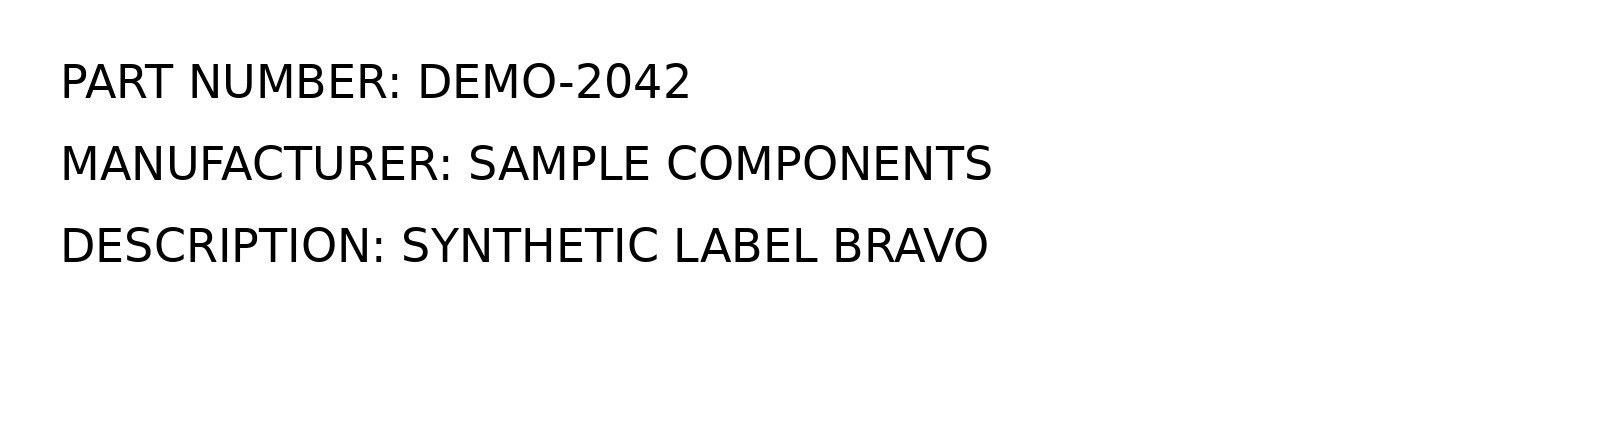 PART NUMBER: DEMO-2042
MANUFACTURER: SAMPLE COMPONENTS
DESCRIPTION: SYNTHETIC LABEL BRAVO